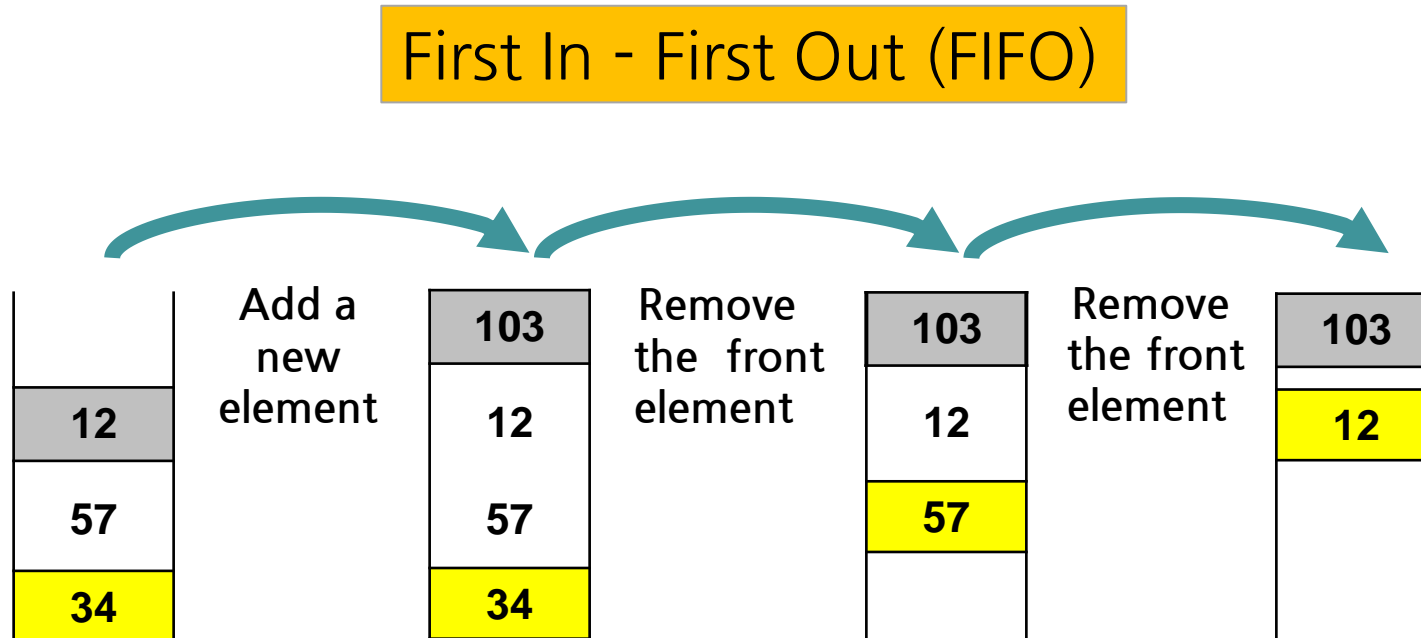 First In - First Out (FIFO)
12
57
34
Add a
new
element
103
12
57
34
Remove
the front
element
103
12
57
Remove
the front
element
103
12